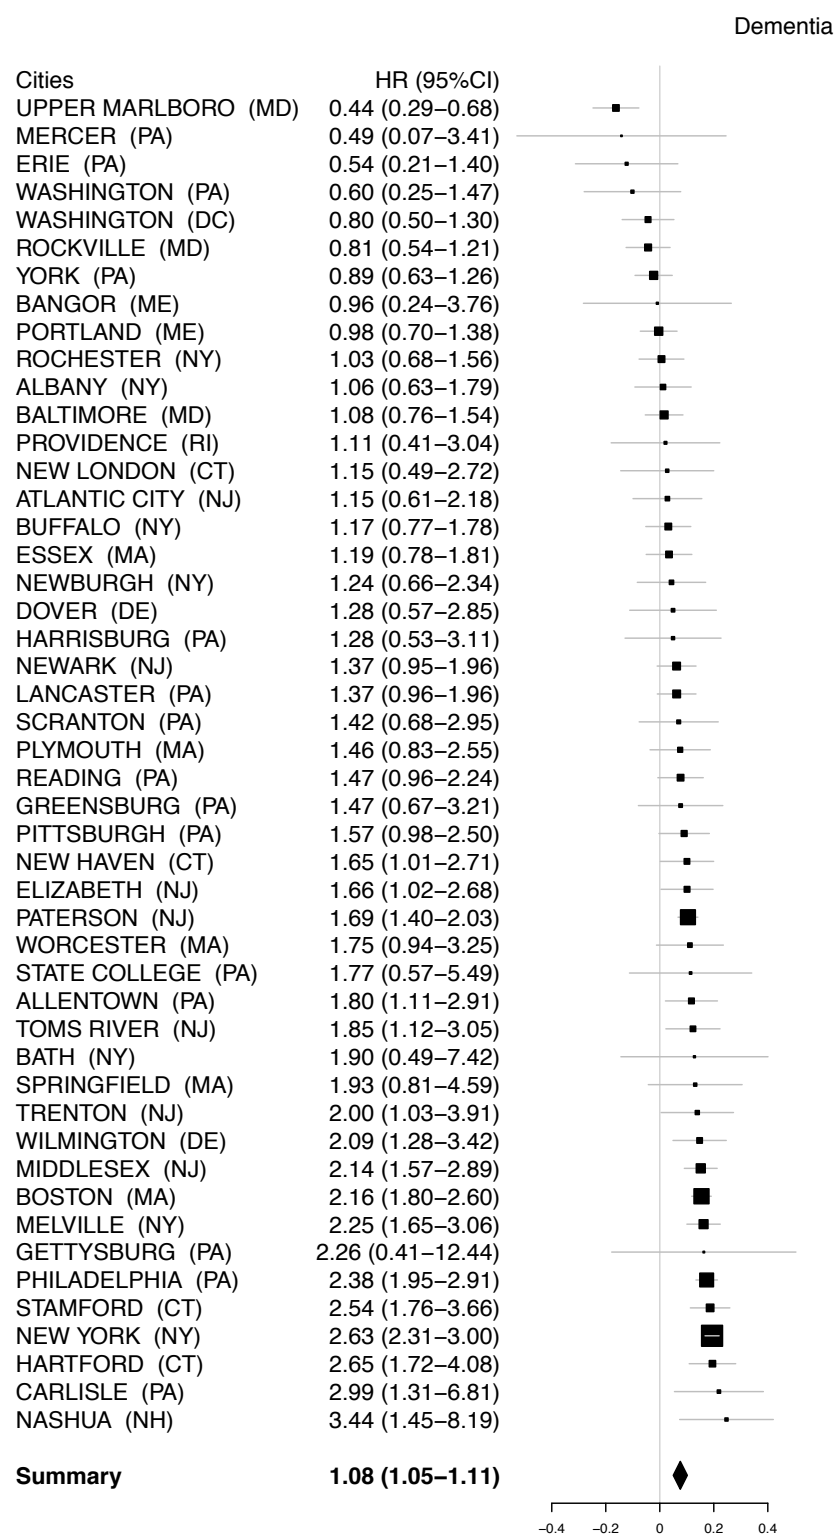 Dementia
Cities HR (95%CI)
UPPER MARLBORO (MD) 0.44 (0.29–0.68)
MERCER (PA) 0.49 (0.07–3.41)
ERIE (PA) 0.54 (0.21–1.40)
WASHINGTON (PA) 0.60 (0.25–1.47)
WASHINGTON (DC) 0.80 (0.50–1.30)
ROCKVILLE (MD) 0.81 (0.54–1.21)
YORK (PA) 0.89 (0.63–1.26)
BANGOR (ME) 0.96 (0.24–3.76)
PORTLAND (ME) 0.98 (0.70–1.38)
ROCHESTER (NY) 1.03 (0.68–1.56)
ALBANY (NY) 1.06 (0.63–1.79)
BALTIMORE (MD) 1.08 (0.76–1.54)
PROVIDENCE (RI) 1.11 (0.41–3.04)
NEW LONDON (CT) 1.15 (0.49–2.72)
ATLANTIC CITY (NJ) 1.15 (0.61–2.18)
BUFFALO (NY) 1.17 (0.77–1.78)
ESSEX (MA) 1.19 (0.78–1.81)
NEWBURGH (NY) 1.24 (0.66–2.34)
DOVER (DE) 1.28 (0.57–2.85)
HARRISBURG (PA) 1.28 (0.53–3.11)
NEWARK (NJ) 1.37 (0.95–1.96)
LANCASTER (PA) 1.37 (0.96–1.96)
SCRANTON (PA) 1.42 (0.68–2.95)
PLYMOUTH (MA) 1.46 (0.83–2.55)
READING (PA) 1.47 (0.96–2.24)
GREENSBURG (PA) 1.47 (0.67–3.21)
PITTSBURGH (PA) 1.57 (0.98–2.50)
NEW HAVEN (CT) 1.65 (1.01–2.71)
ELIZABETH (NJ) 1.66 (1.02–2.68)
PATERSON (NJ) 1.69 (1.40–2.03)
WORCESTER (MA) 1.75 (0.94–3.25)
STATE COLLEGE (PA) 1.77 (0.57–5.49)
ALLENTOWN (PA) 1.80 (1.11–2.91)
TOMS RIVER (NJ) 1.85 (1.12–3.05)
BATH (NY) 1.90 (0.49–7.42)
SPRINGFIELD (MA) 1.93 (0.81–4.59)
TRENTON (NJ) 2.00 (1.03–3.91)
WILMINGTON (DE) 2.09 (1.28–3.42)
MIDDLESEX (NJ) 2.14 (1.57–2.89)
BOSTON (MA) 2.16 (1.80–2.60)
MELVILLE (NY) 2.25 (1.65–3.06)
GETTYSBURG (PA) 2.26 (0.41–12.44)
PHILADELPHIA (PA) 2.38 (1.95–2.91)
STAMFORD (CT) 2.54 (1.76–3.66)
NEW YORK (NY) 2.63 (2.31–3.00)
HARTFORD (CT) 2.65 (1.72–4.08)
CARLISLE (PA) 2.99 (1.31–6.81)
NASHUA (NH) 3.44 (1.45–8.19)
Summary 1.08 (1.05–1.11)
−0.4 −0.2 0 0.2 0.4